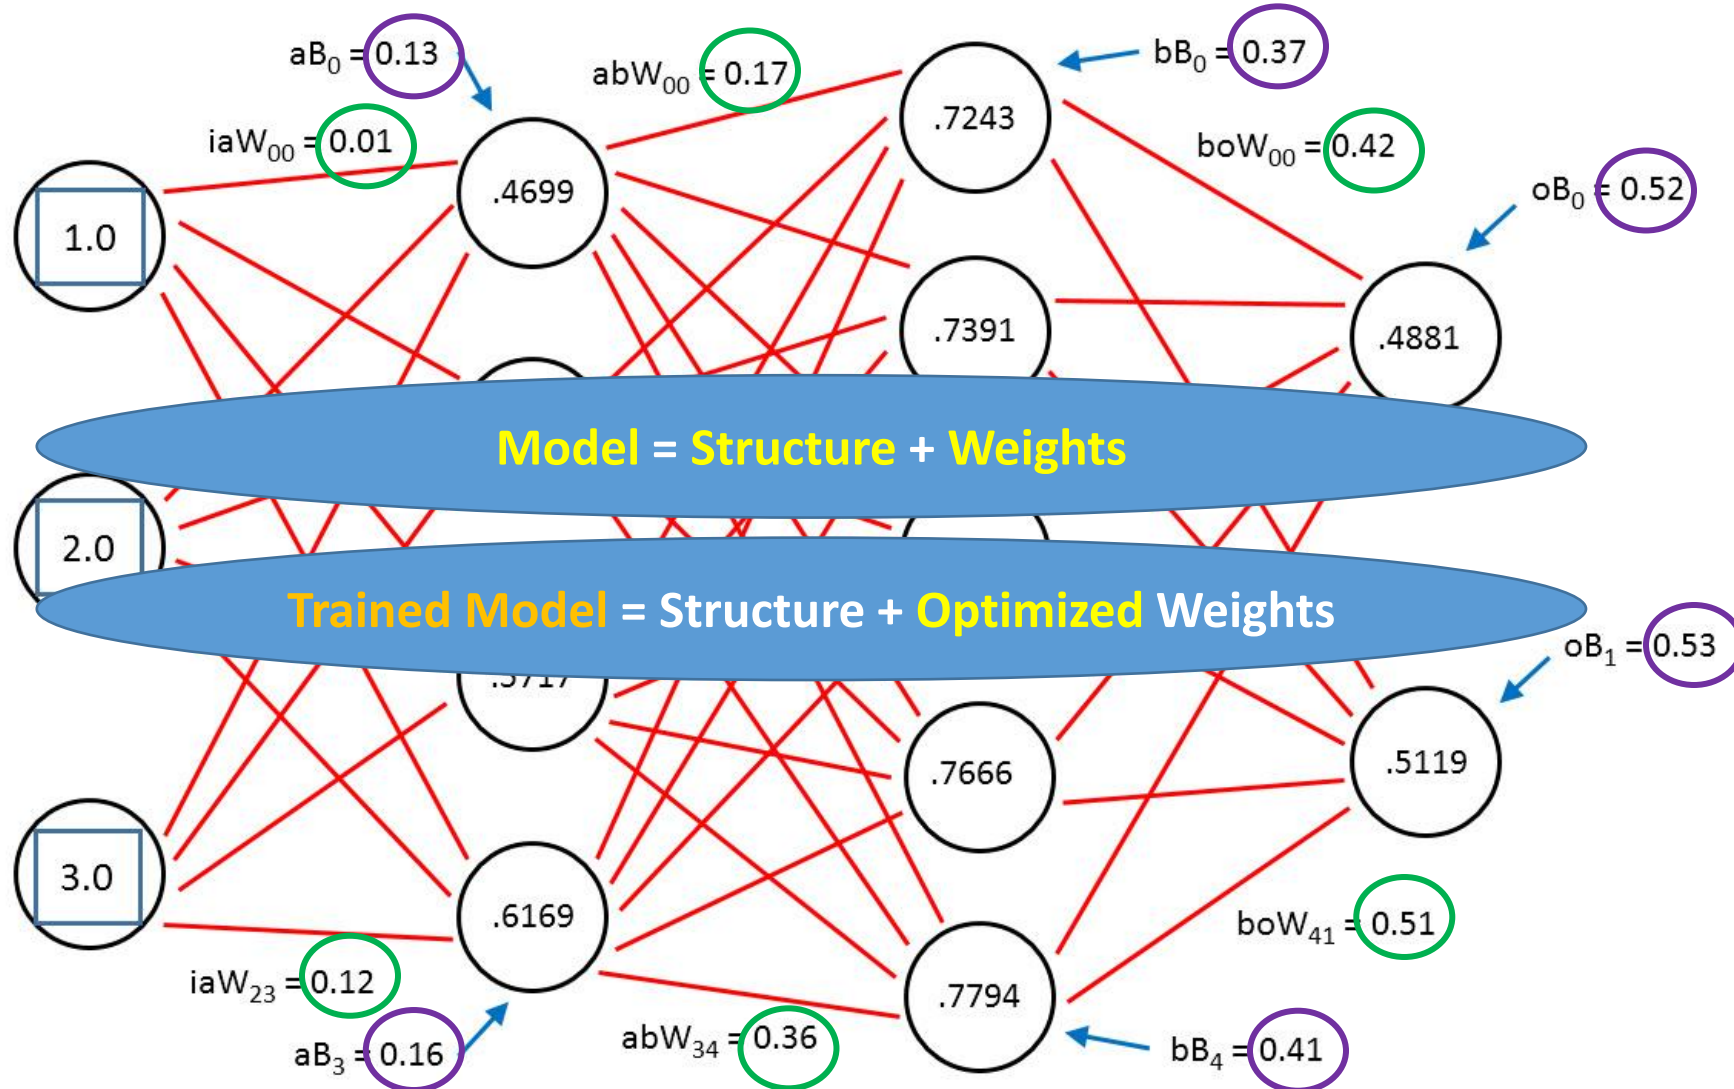 aB0 = 0.13
abW00 = 0.17
bB0 = 0.37
iaW00 = 0.01
boW00 = 0.42
oB0 = 0.52
1.0
.4699
.7243
.7391
.4881
Model = Structure + Weights
2.0
Trained Model = Structure + Optimized Weights
oB1 = 0.53
.5717
.7666
.5119
3.0
.6169
boW41 = 0.51
iaW23 = 0.12
.7794
abW34 = 0.36
aB3 = 0.16
bB4 = 0.41